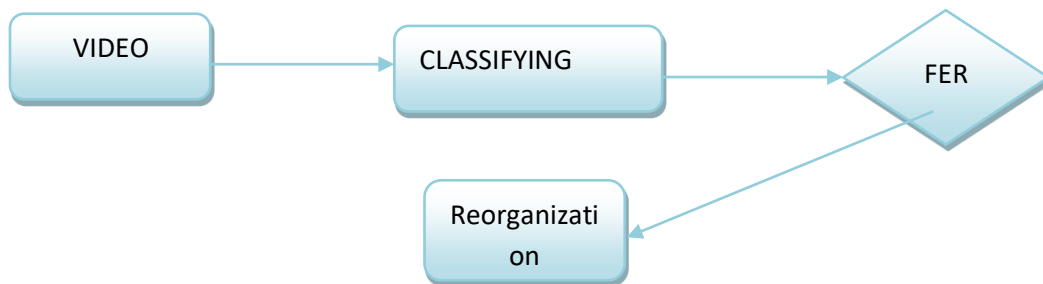 VIDEO
CLASSIFYING
FER
Reorganizati
on